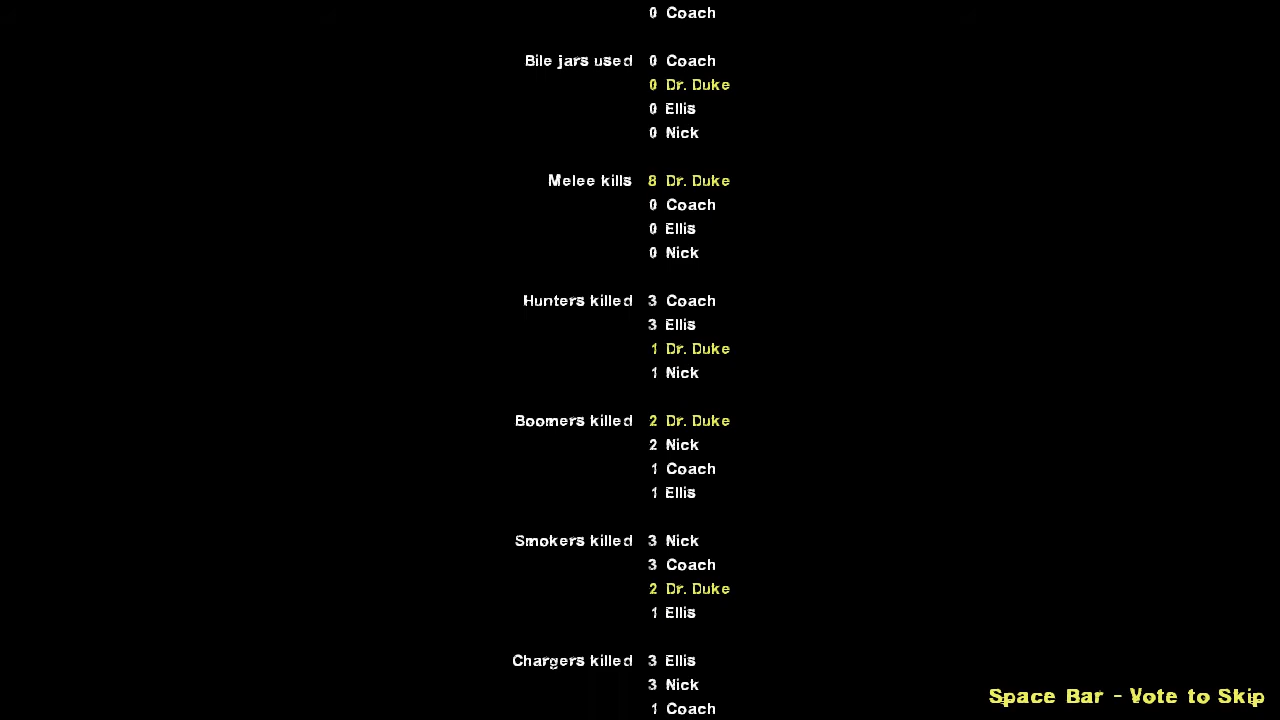 0 Coach
Bile jars used 0 Coach
0 Dr. Duke
0 Ellis
0 Nick
Melee kills 8 Dr. Duke
0 Coach
0 Ellis
0 Nick
Hunters killed 3 Coach
3 Ellis
1 Dr. Duke
1 Nick
Boomers killed 2 Dr. Duke
2 Nick
1 Coach
1 Ellis
Smokers killed 3 Nick
3 Coach
2 Dr. Duke
1 Ellis
Chargers killed 3 Ellis
3 Nick
1 Coach
Space Bar - Vote to Skip